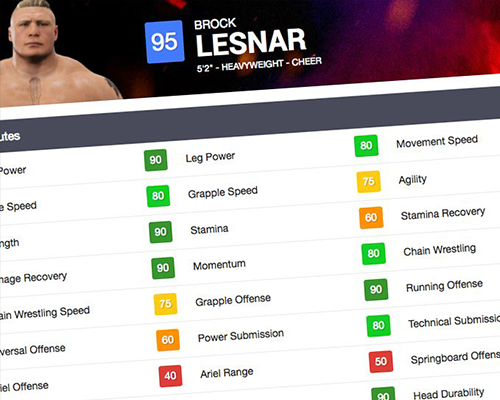 95
BROCK
LESNAR
5'2" - HEAVYWEIGHT - CHEER
utes
Power 90 Leg Power 80 Movement Speed
e Speed 80 Grapple Speed 75 Agility
ngth 90 Stamina 60 Stamina Recovery
mage Recovery 90 Momentum 80 Chain Wrestling
ain Wrestling Speed 75 Grapple Offense 90 Running Offense
versal Offense 60 Power Submission 80 Technical Submissio
iel Offense 40 Ariel Range 50 Springboard Offens
90 Head Durability